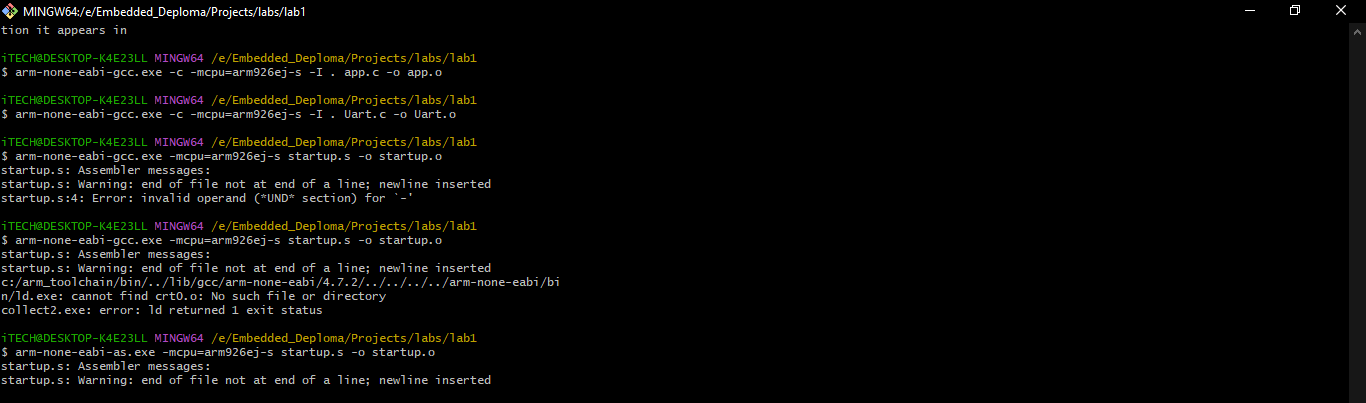 MINGW64:/e/Embedded_Deploma/Projects/labs/lab1
tion it appears in
iTECH@DESKTOP-K4E23LL MINGW64 /e/Embedded_Deploma/Projects/labs/lab1
$ arm-none-eabi-gcc.exe -c -mcpu=arm926ej-s -I . app.c -o app.o
iTECH@DESKTOP-K4E23LL MINGW64 /e/Embedded_Deploma/Projects/labs/lab1
$ arm-none-eabi-gcc.exe -c -mcpu=arm926ej-s -I . Uart.c -o Uart.o
iTECH@DESKTOP-K4E23LL MINGW64 /e/Embedded_Deploma/Projects/labs/lab1
$ arm-none-eabi-gcc.exe -mcpu=arm926ej-s startup.s -o startup.o
startup.s: Assembler messages:
startup.s: Warning: end of file not at end of a line; newline inserted
startup.s:4: Error: invalid operand (*UND* section) for `-'
iTECH@DESKTOP-K4E23LL MINGW64 /e/Embedded_Deploma/Projects/labs/lab1
$ arm-none-eabi-gcc.exe -mcpu=arm926ej-s startup.s -o startup.o
startup.s: Assembler messages:
startup.s: Warning: end of file not at end of a line; newline inserted
c:/arm_toolchain/bin/../lib/gcc/arm-none-eabi/4.7.2/../../../../arm-none-eabi/bi
n/ld.exe: cannot find crt0.o: No such file or directory
collect2.exe: error: ld returned 1 exit status
iTECH@DESKTOP-K4E23LL MINGW64 /e/Embedded_Deploma/Projects/labs/lab1
$ arm-none-eabi-as.exe -mcpu=arm926ej-s startup.s -o startup.o
startup.s: Assembler messages:
startup.s: Warning: end of file not at end of a line; newline inserted